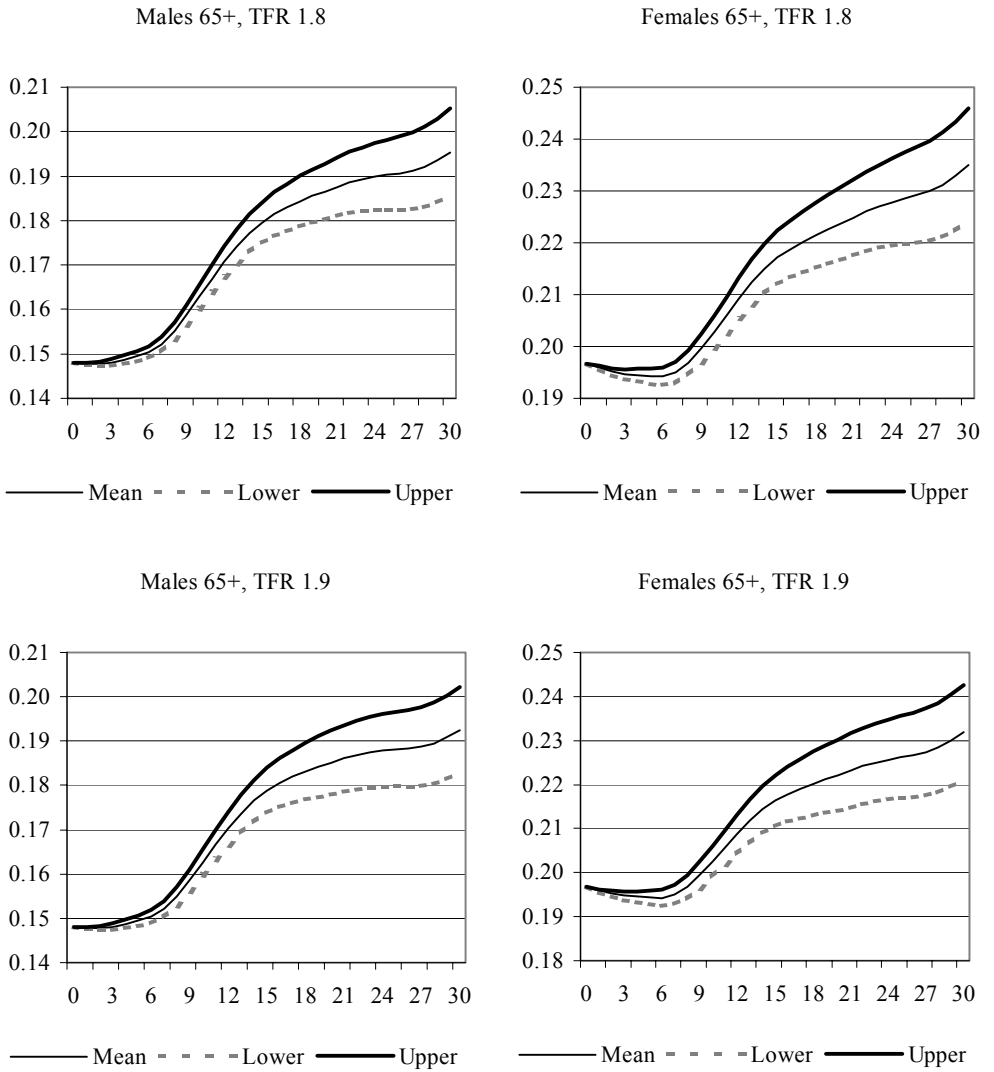 Males 65+, TFR 1.8
0.21
0.20
0.19
0.18
0.17
0.16
0.15
0.14
0 3 6 9 12 15 18 21 24 27 30
Mean Lower Upper
Females 65+, TFR 1.8
0.25
0.24
0.23
0.22
0.21
0.20
0.19
0 3 6 9 12 15 18 21 24 27 30
Mean Lower Upper
Males 65+, TFR 1.9
0.21
0.20
0.19
0.18
0.17
0.16
0.15
0.14
0 3 6 9 12 15 18 21 24 27 30
Mean Lower Upper
Females 65+, TFR 1.9
0.25
0.24
0.23
0.22
0.21
0.20
0.19
0.18
0 3 6 9 12 15 18 21 24 27 30
Mean Lower Upper